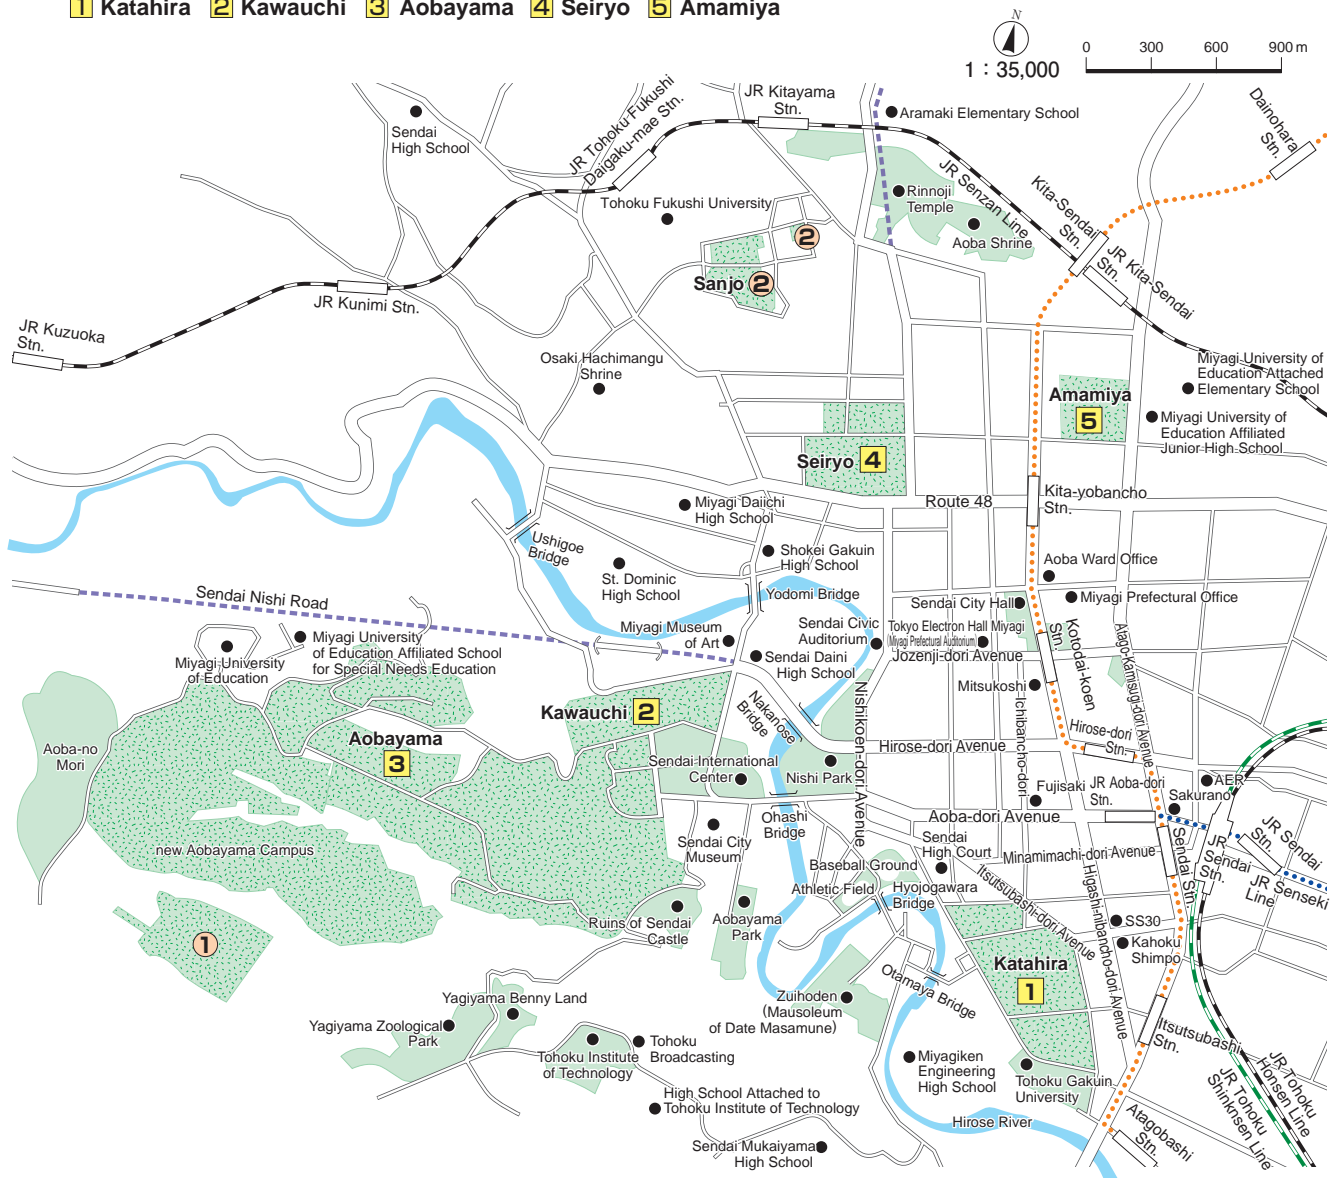 1 Katahira 2 Kawauchi 3 Aobayama 4 Seiryo 5 Amamiya
N
1：35,000
0 300 600 900 m
Sendai
High School
JR Tohoku Fukushi
Daigaku-mae Stn.
JR Kitayama
Stn.
Aramaki Elementary School
Dainohara
Stn.
Tohoku Fukushi University
Rinnoji
Temple
Aoba Shrine
JR Senzan Line
Kita-Sendai
Stn.
JR Kita-Sendai
Stn.
2
Sanjo 2
JR Kunimi Stn.
JR Kuzuoka
Stn.
Osaki Hachimangu
Shrine
Miyagi University of
Education Attached
Elementary School
Amamiya
5
Miyagi University of
Education Affiliated
Junior High School
Seiryo 4
Route 48
Kita-yobancho
Stn.
Miyagi Daiichi
High School
Ushigoe
Bridge
Shokei Gakuin
High School
St. Dominic
High School
Yodomi Bridge
Aoba Ward Office
Sendai Nishi Road
Sendai City Hall
Miyagi Prefectural Office
Miyagi Museum
of Art
Sendai Civic
Auditorium
Tokyo Electron Hall Miyagi
(Miyagi Prefectural Auditorium)
Jozenji-dori Avenue
Kotodai-koen
Stn.
Atago-Kamisugi-dori Avenue
Miyagi University
of Education
Miyagi University
of Education Affiliated School
for Special Needs Education
Sendai Daini
High School
Mitsukoshi
Ichibancho-dori
Kawauchi 2
Nakanose
Bridge
Nishikoen-dori Avenue
Hirose-dori Avenue
Hirose-dori
Stn.
Aoba-no
Mori
Aobayama
3
Sendai International
Center
Nishi Park
Fujisaki
JR Aoba-dori
Stn.
AER
Sakurano
Aoba-dori Avenue
Ohashi
Bridge
Sendai City
Museum
Sendai
High Court
Minamimachi-dori Avenue
Sendai Stn.
JR
Sendai
Stn.
JR Sendai
Stn.
JR Senseki
Line
new Aobayama Campus
Baseball Ground
Athletic Field
Hyojogawara
Bridge
Itsutsubashi-dori Avenue
Higashi-nibancho-dori Avenue
1
Ruins of Sendai
Castle
Aobayama
Park
SS30
Kahoku
Shimpo
Katahira
1
Otamaya Bridge
Yagiyama Benny Land
Yagiyama Zoological
Park
Zuihoden
(Mausoleum
of Date Masamune)
Tohoku Institute
of Technology
Tohoku
Broadcasting
Itsutsubashi
Stn.
Miyagiken
Engineering
High School
Tohoku Gakuin
University
High School Attached to
Tohoku Institute of Technology
Hirose River
Sendai Mukaiyama
High School
Atagobashi
Stn.
JR Tohoku
Honsen Line
JR Tohoku
Shinknsen Line